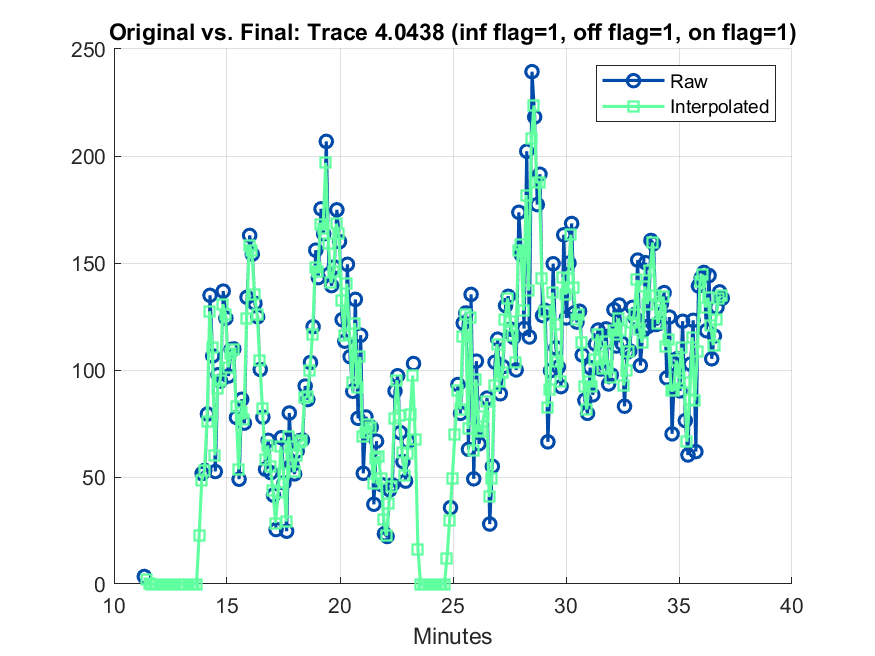 Original vs. Final: Trace 4.0438 (inf flag=1, off flag=1, on flag=1)
250
200
150
100
50
0
Raw
Interpolated
10 15 20 25 30 35 40
Minutes